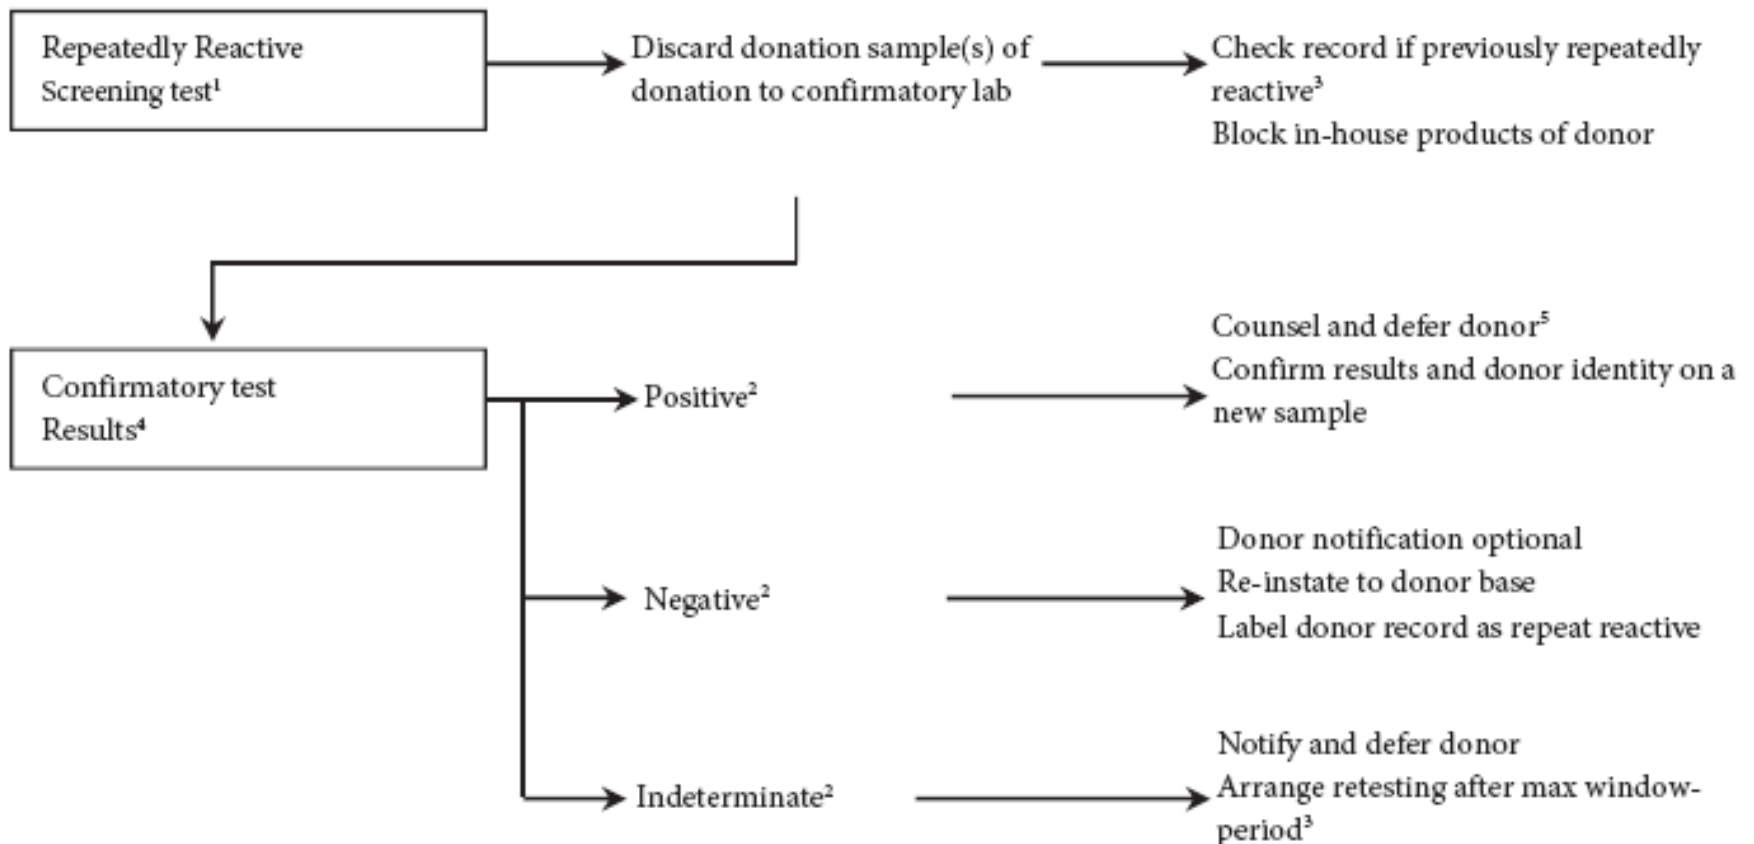 Repeatedly Reactive
Screening test¹
Discard donation sample(s) of
donation to confirmatory lab
Check record if previously repeatedly
reactive³
Block in-house products of donor
Confirmatory test
Results⁴
Positive²
Counsel and defer donor⁵
Confirm results and donor identity on a
new sample
Negative²
Donor notification optional
Re-instate to donor base
Label donor record as repeat reactive
Indeterminate²
Notify and defer donor
Arrange retesting after max window-
period³